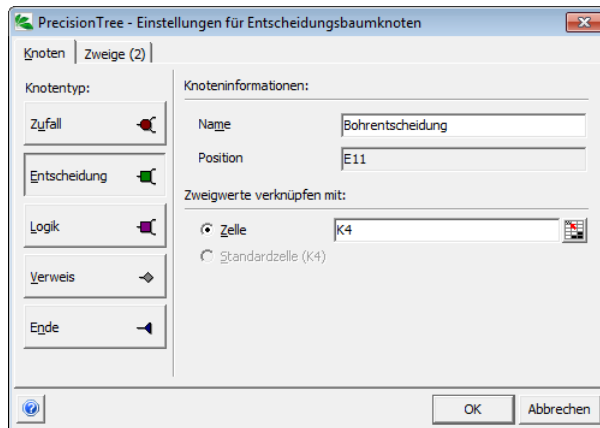 PrecisionTree - Einstellungen für Entscheidungsbaumknoten
Knoten Zweige (2)
Knotentyp:
Zufall
Entscheidung
Logik
Verweis
Ende
Knoteninformationen:
Name Bohrentscheidung
Position E11
Zweigwerte verknüpfen mit:
Zelle K4
Standardzelle (K4)
OK Abbrechen